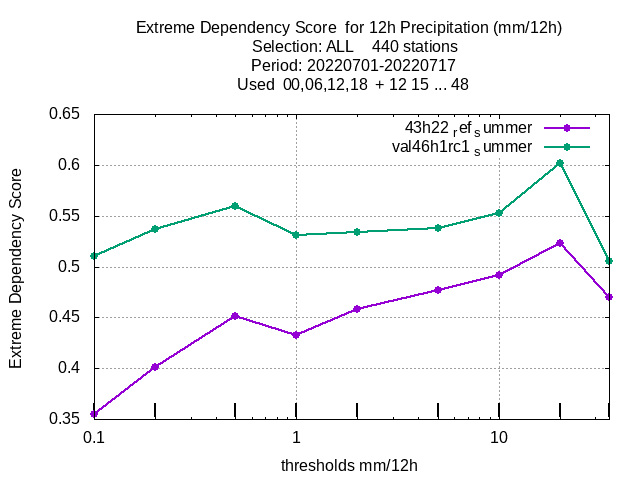 Extreme Dependency Score  for 12h Precipitation (mm/12h)
Selection: ALL    440 stations
Period: 20220701-20220717
Used  00,06,12,18  + 12 15 ... 48
0.65
0.6
0.55
0.5
0.45
0.4
0.35
Extreme Dependency Score
43h22 ref summer
val46h1rc1 summer
0.1
1
10
thresholds mm/12h